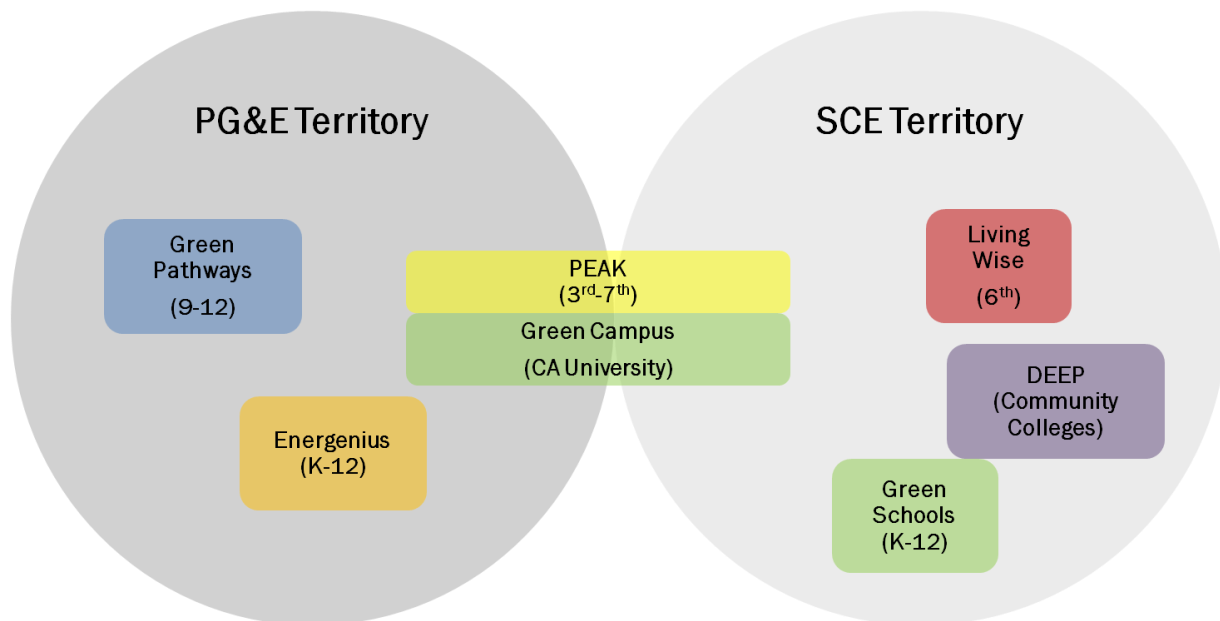 PG&E Territory
SCE Territory
Green
Pathways
(9-12)
PEAK
(3rd-7th)
Green Campus
(CA University)
Living
Wise
(6th)
DEEP
(Community
Colleges)
Energenius
(K-12)
Green
Schools
(K-12)